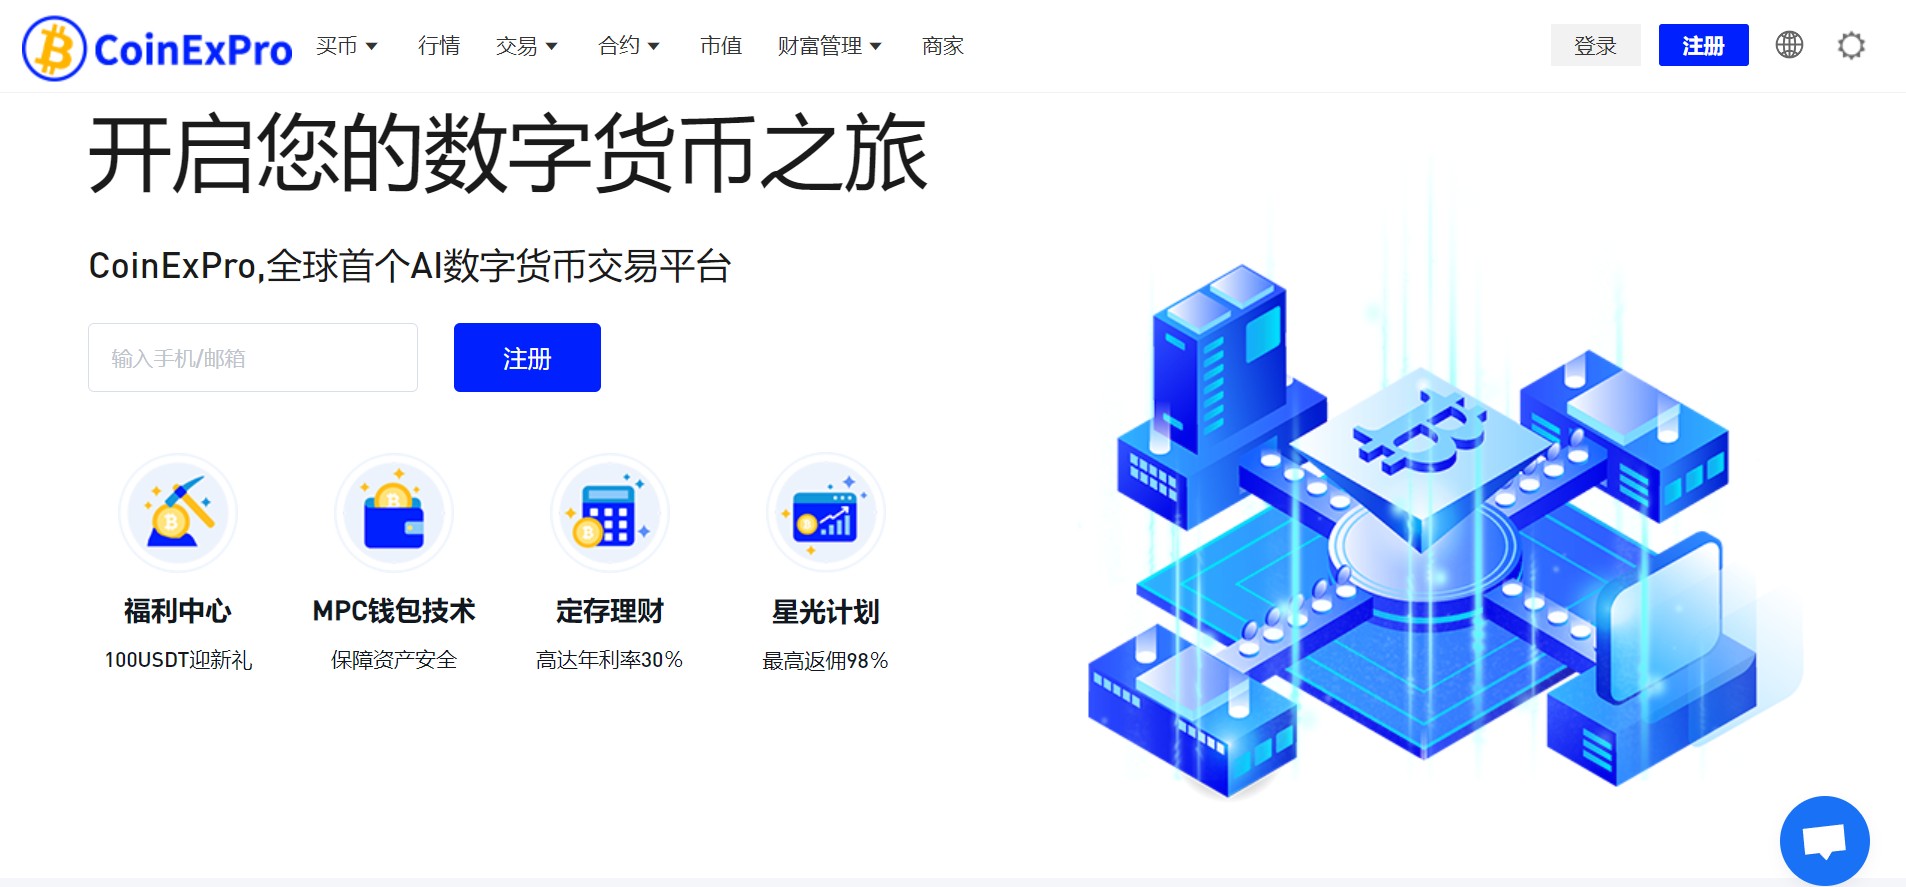 CoinExPro 买币 行情 交易 合约 市值 财富管理 商家 登录 注册
开启您的数字货币之旅
CoinExPro,全球首个AI数字货币交易平台
输入手机/邮箱 注册
福利中心 MPC钱包技术 定存理财 星光计划
100USDT迎新礼 保障资产安全 高达年利率30% 最高返佣98%